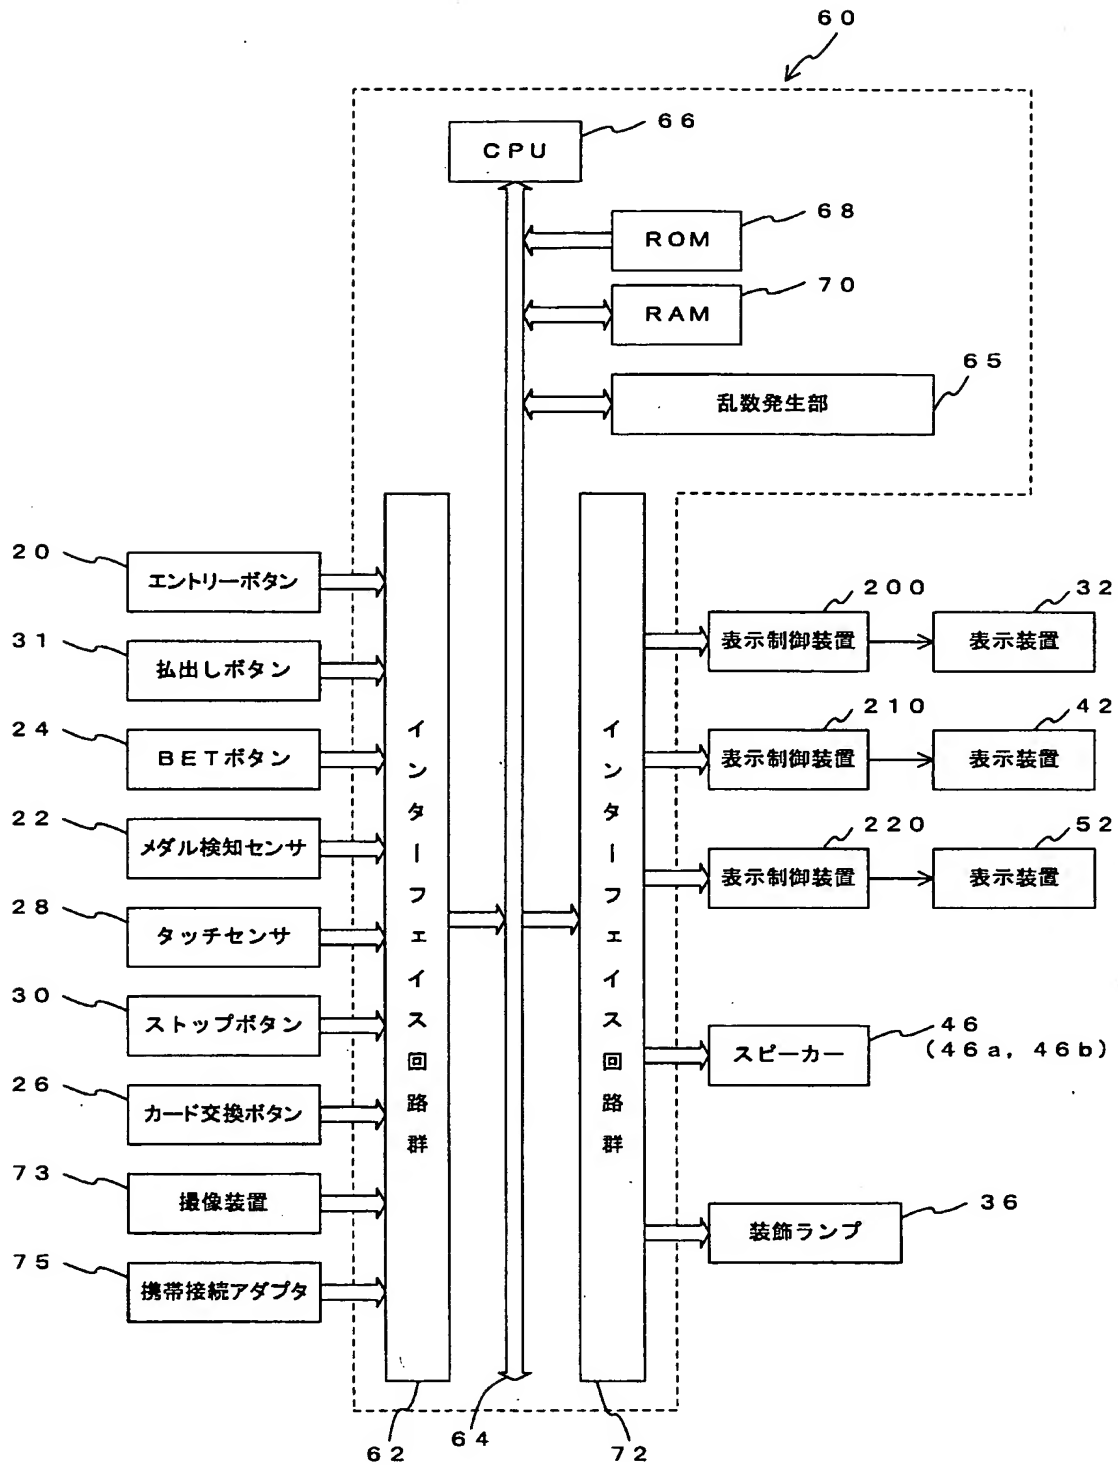 ６０
６６
ＣＰＵ
６８
ＲＯＭ
７０
ＲＡＭ
６５
乱数発生部
２０
エントリーボタン
３１
払出しボタン
２４
ＢＥＴボタン
２２
メダル検知センサ
２８
タッチセンサ
３０
ストップボタン
２６
カード交換ボタン
７３
撮像装置
７５
携帯接続アダプタ
インターフェイス回路群
インターフェイス回路群
２００
表示制御装置
３２
表示装置
２１０
表示制御装置
４２
表示装置
２２０
表示制御装置
５２
表示装置
スピーカー
４６
（４６ａ，４６ｂ）
装飾ランプ
３６
６２
６４
７２